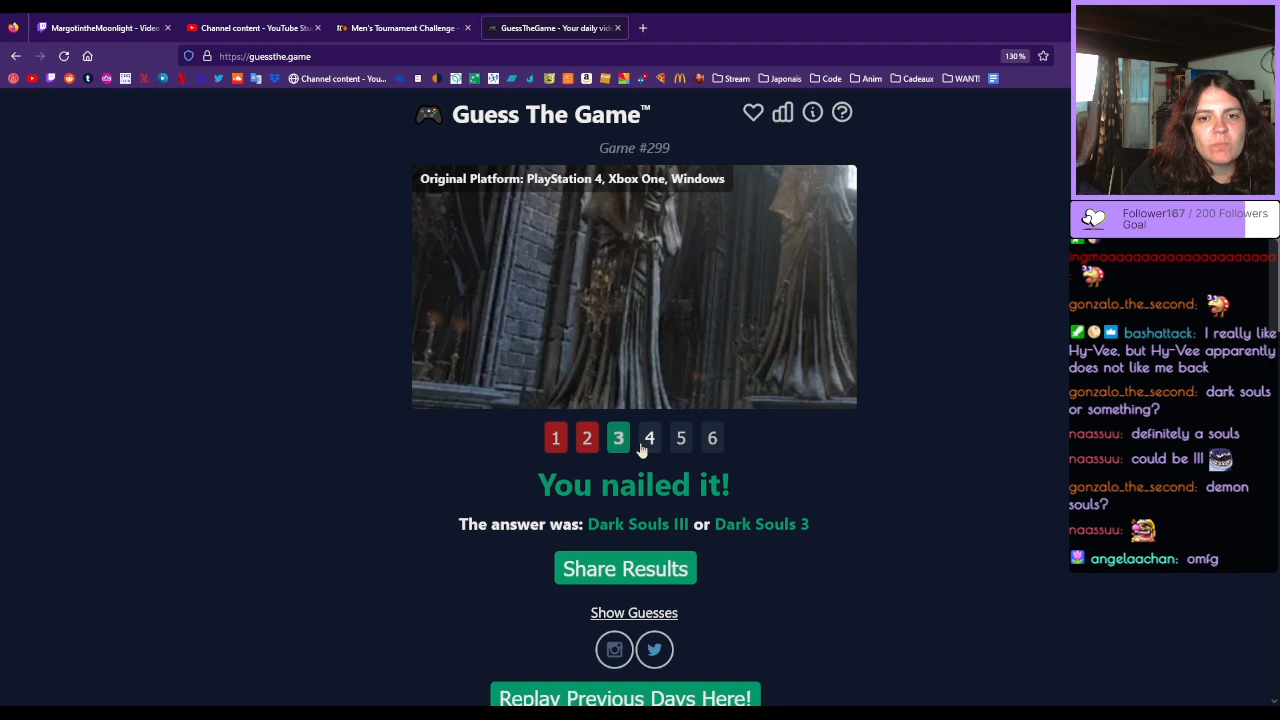 MargotintheMoonlight - Video
Channel content - YouTube Stu
Men's Tournament Challenge -
GuessTheGame - Your daily vid
https://guessthe.game
130%
Channel content - You...
Stream
Japonais
Code
Anim
Cadeaux
WANT!
Guess The Game™
Game #299
Original Platform: PlayStation 4, Xbox One, Windows
1 2 3 4 5 6
You nailed it!
The answer was: Dark Souls III or Dark Souls 3
Share Results
Show Guesses
Replay Previous Days Here!
Follower167 / 200 Followers
Goal
gonzalo_the_second:
bashattack: I really like
Hy-Vee, but Hy-Vee apparently
does not like me back
gonzalo_the_second: dark souls
or something?
naassuu: definitely a souls
naassuu: could be III
gonzalo_the_second: demon
souls?
naassuu:
angelaachan: omfg